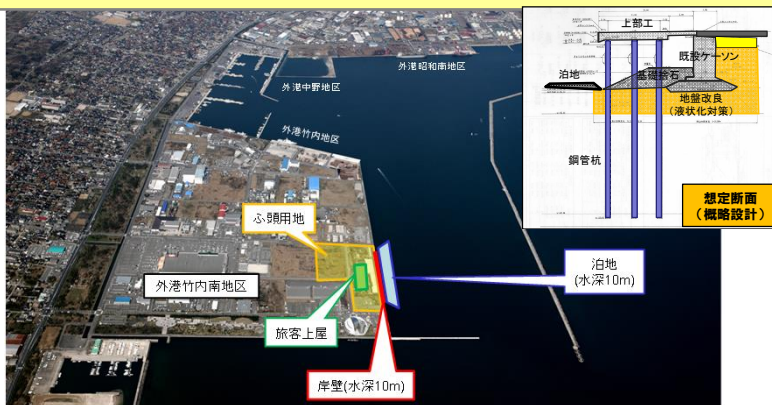 外港昭和南地区
外港中野地区
外港竹内地区
ふ頭用地
外港竹内南地区
旅客上屋
岸壁(水深10m)
泊地
(水深10m)
上部工
既設ケーソン
泊地
基礎捨石
地盤改良
(液状化対策)
鋼管杭
想定断面
(概略設計)